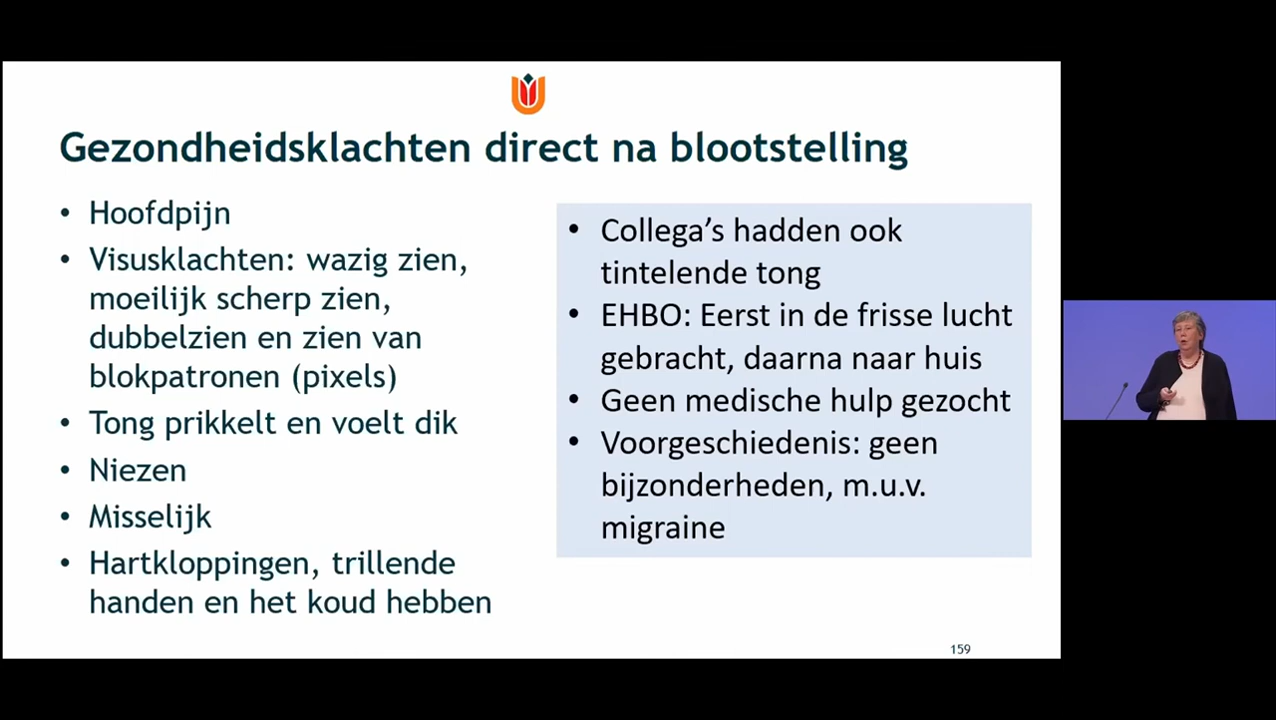 Gezondheidsklachten direct na blootstelling
• Hoofdpijn
• Visusklachten: wazig zien,
moeilijk scherp zien,
dubbelzien en zien van
blokpatronen (pixels)
• Tong prikkelt en voelt dik
• Niezen
• Misselijk
• Hartkloppingen, trillende
handen en het koud hebben
• Collega’s hadden ook
tintelende tong
• EHBO: Eerst in de frisse lucht
gebracht, daarna naar huis
• Geen medische hulp gezocht
• Voorgeschiedenis: geen
bijzonderheden, m.u.v.
migraine
159